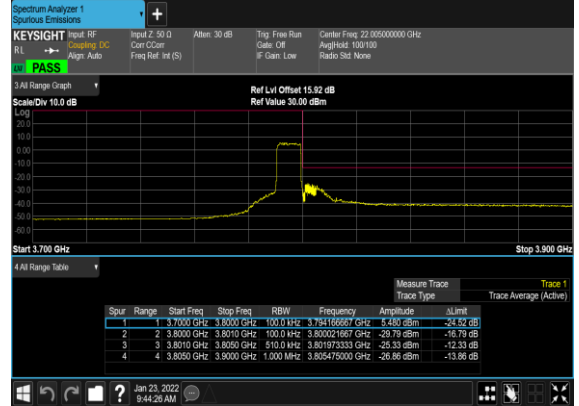 Spectrum Analyzer 1
Spurious Emissions
KEYSIGHT Input: RF Input Z: 50 Ω Atten: 30 dB Trig: Free Run Center Freq: 22.005000000 GHz
Coupling: DC Corr CCorr Gate: Off Avg|Hold: 100/100
RL Align: Auto Freq Ref: Int (S) IF Gain: Low Radio Std: None
PASS
3 All Range Graph
Ref Lvl Offset 15.92 dB
Scale/Div 10.0 dB Ref Value 30.00 dBm
Log
20.0
10.0
0.00
-10.0
-20.0
-30.0
-40.0
-50.0
-60.0
Start 3.700 GHz Stop 3.900 GHz
4 All Range Table
Measure Trace Trace 1
Trace Type Trace Average (Active)
Spur Range Start Freq Stop Freq RBW Frequency Amplitude ΔLimit
1 1 3.7000 GHz 3.8000 GHz 100.0 kHz 3.794166667 GHz 5.480 dBm -24.52 dB
2 2 3.8000 GHz 3.8010 GHz 100.0 kHz 3.800021667 GHz -29.79 dBm -16.79 dB
3 3 3.8010 GHz 3.8050 GHz 510.0 kHz 3.801973333 GHz -25.33 dBm -12.33 dB
4 4 3.8050 GHz 3.9000 GHz 1.000 MHz 3.805475000 GHz -26.86 dBm -13.86 dB
Jan 23, 2022
9:44:26 AM